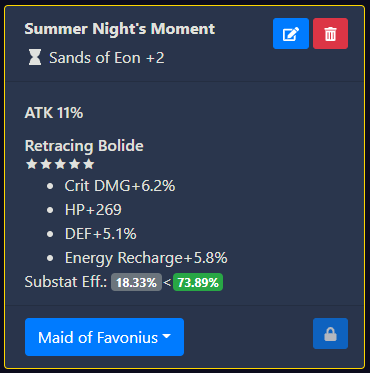 Summer Night's Moment
Sands of Eon +2
ATK 11%
Retracing Bolide
Crit DMG+6.2%
HP+269
DEF+5.1%
Energy Recharge+5.8%
Substat Eff.: 18.33% < 73.89%
Maid of Favonius